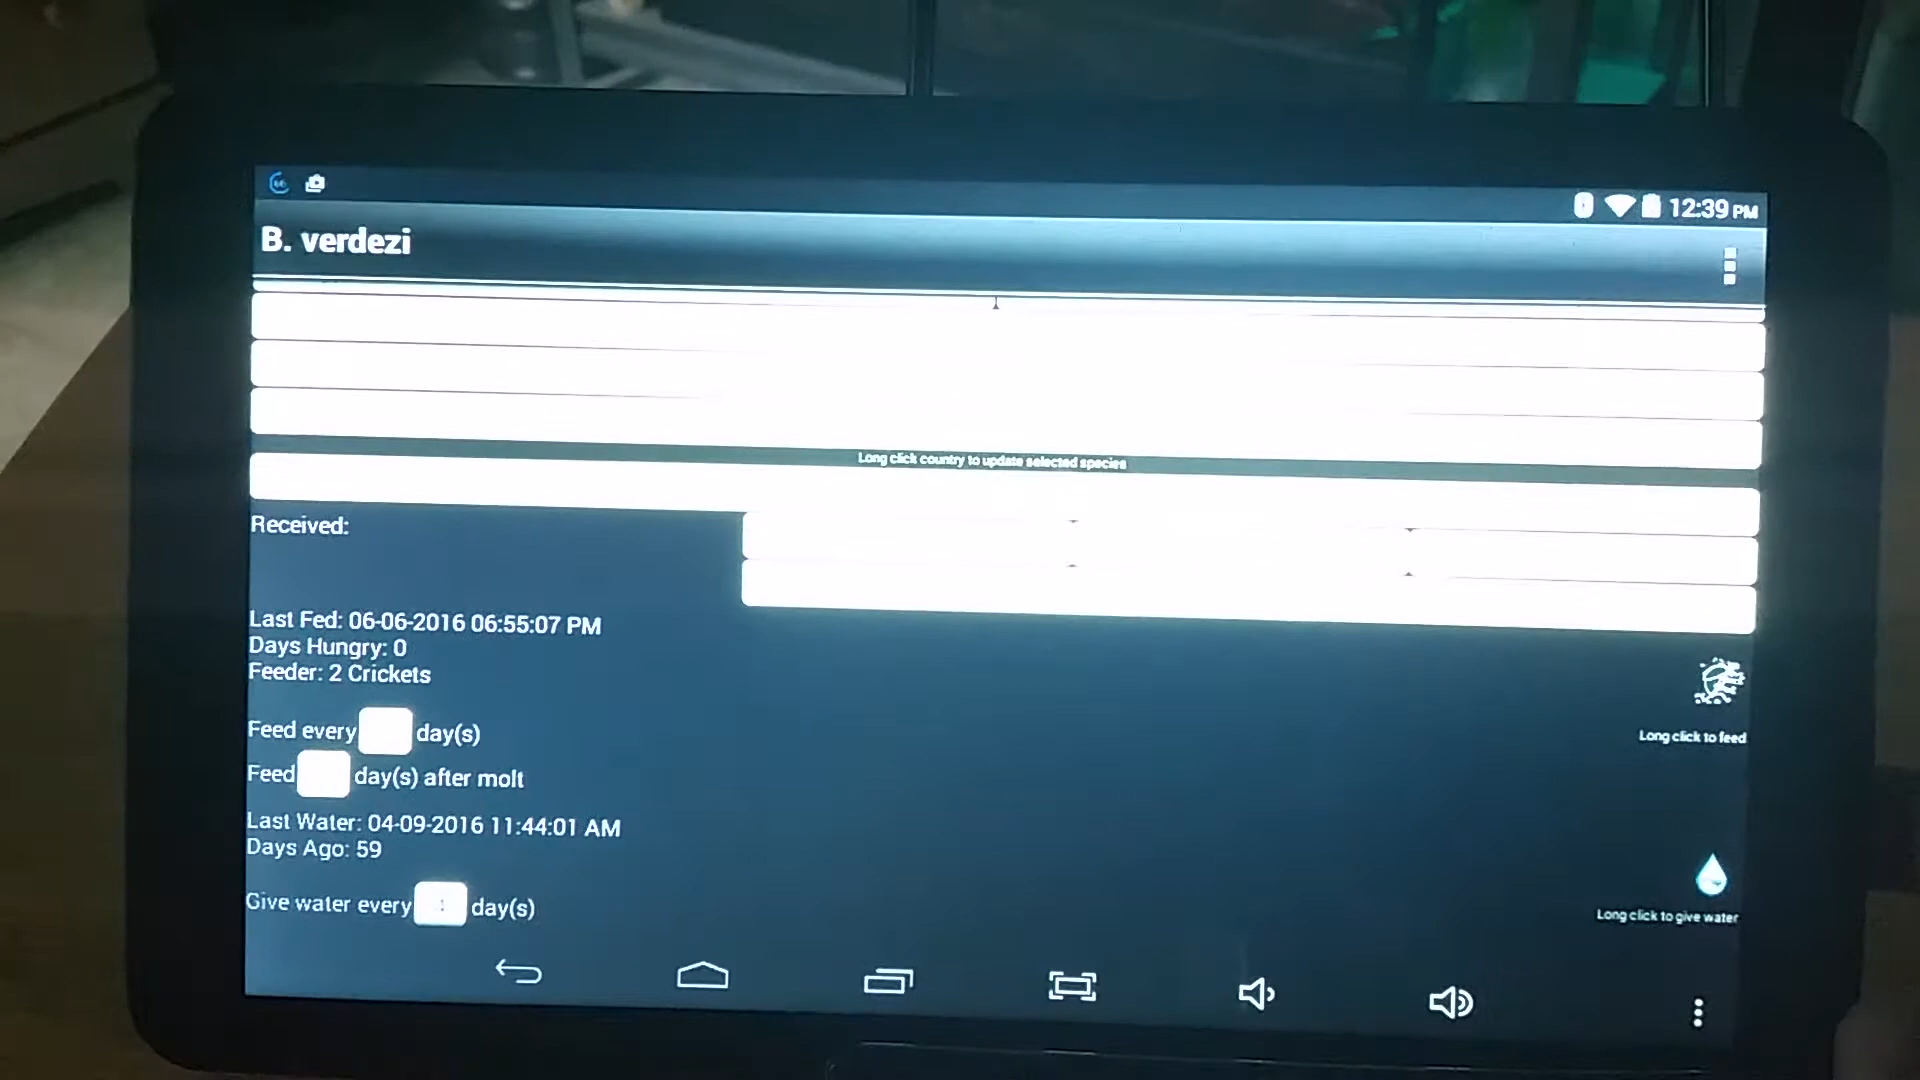 12:39 PM
B. verdezi
Long click country to update selected species
Received:
Last Fed: 06-06-2016 06:55:07 PM
Days Hungry: 0
Feeder: 2 Crickets
Long click to feed
Feed every day(s)
Feed day(s) after molt
Last Water: 04-09-2016 11:44:01 AM
Days Ago: 59
Give water every day(s)
Long click to give water